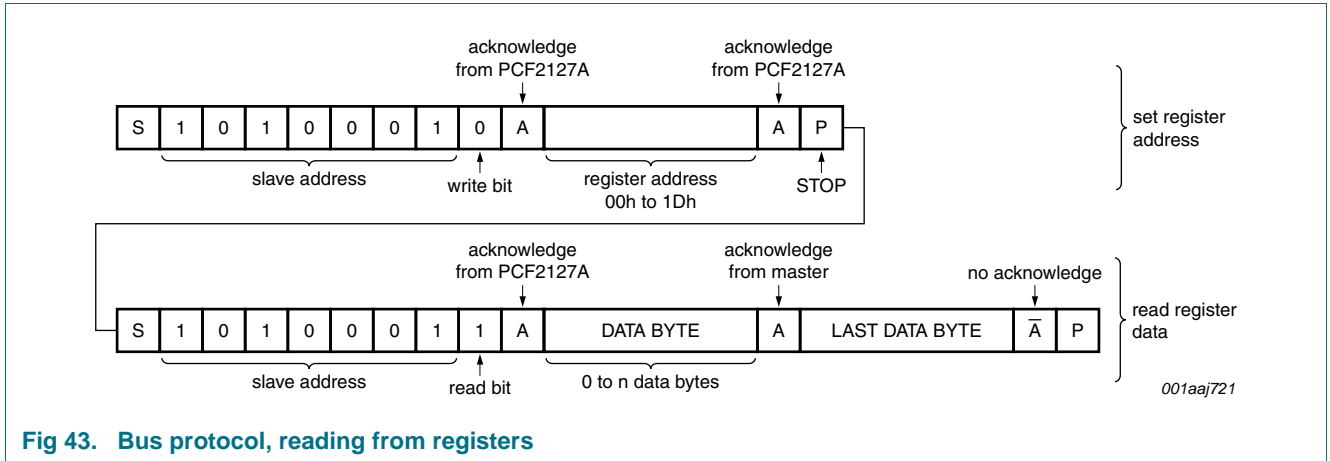 acknowledge
from PCF2127A
acknowledge
from PCF2127A
S 1 0 1 0 0 0 1 0 A A P
set register
address
slave address
write bit
register address
00h to 1Dh
STOP
acknowledge
from PCF2127A
acknowledge
from master
no acknowledge
S 1 0 1 0 0 0 1 1 A DATA BYTE A LAST DATA BYTE A̅ P
read register
data
slave address
read bit
0 to n data bytes
001aaj721
Fig 43. Bus protocol, reading from registers